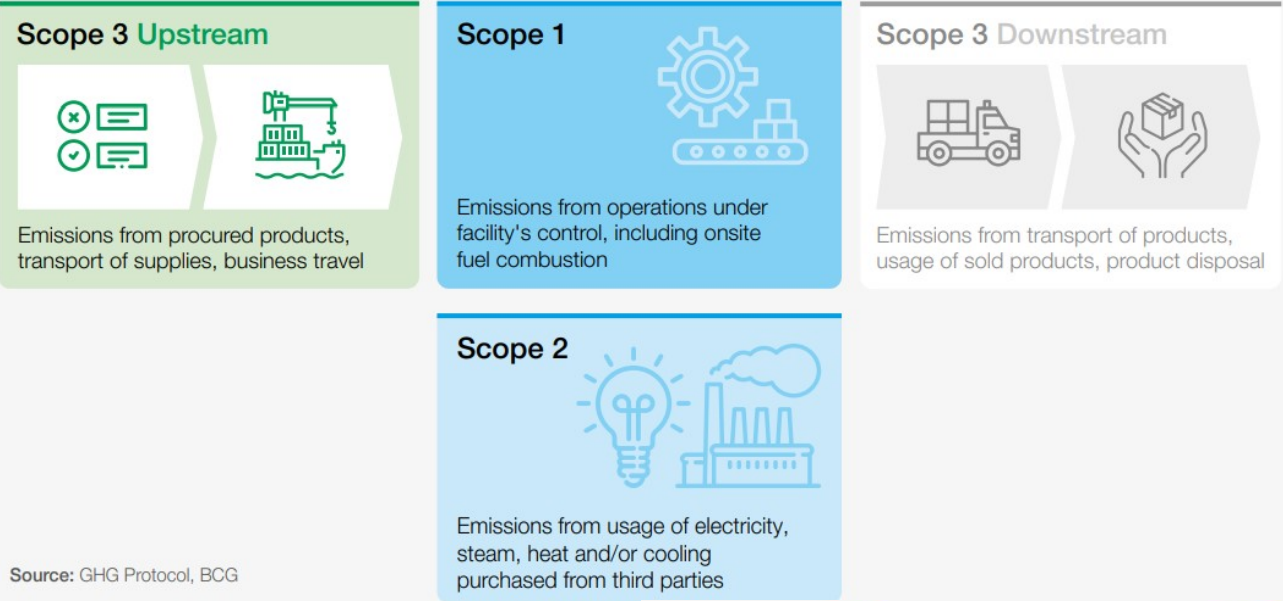 Scope 3 Upstream
Emissions from procured products,
transport of supplies, business travel
Scope 1
Emissions from operations under
facility's control, including onsite
fuel combustion
Scope 3 Downstream
Emissions from transport of products,
usage of sold products, product disposal
Scope 2
Emissions from usage of electricity,
steam, heat and/or cooling
purchased from third parties
Source: GHG Protocol, BCG